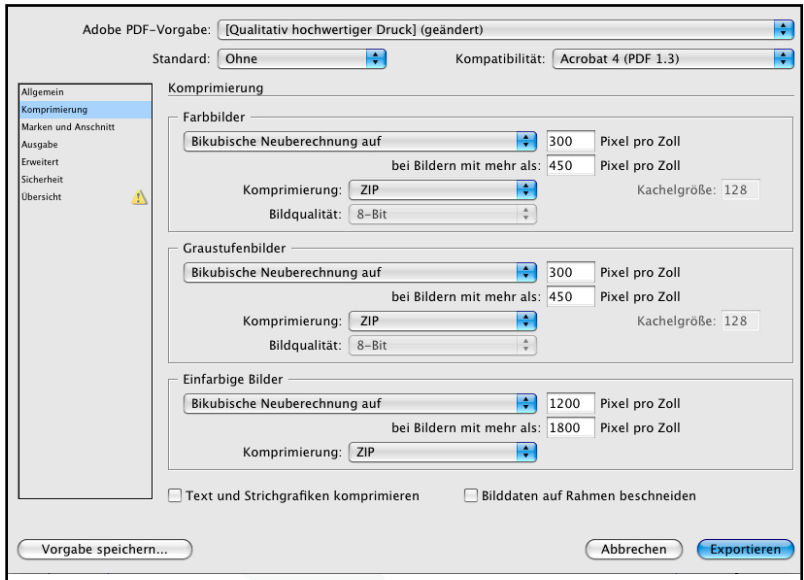 Adobe PDF-Vorgabe: [Qualitativ hochwertiger Druck] (geändert)
Standard: Ohne Kompatibilität: Acrobat 4 (PDF 1.3)
Allgemein
Komprimierung
Marken und Anschnitt
Ausgabe
Erweitert
Sicherheit
Übersicht
Komprimierung
Farbbilder
Bikubische Neuberechnung auf 300 Pixel pro Zoll
bei Bildern mit mehr als: 450 Pixel pro Zoll
Komprimierung: ZIP Kachelgröße: 128
Bildqualität: 8-Bit
Graustufenbilder
Bikubische Neuberechnung auf 300 Pixel pro Zoll
bei Bildern mit mehr als: 450 Pixel pro Zoll
Komprimierung: ZIP Kachelgröße: 128
Bildqualität: 8-Bit
Einfarbige Bilder
Bikubische Neuberechnung auf 1200 Pixel pro Zoll
bei Bildern mit mehr als: 1800 Pixel pro Zoll
Komprimierung: ZIP
Text und Strichgrafiken komprimieren Bilddaten auf Rahmen beschneiden
Vorgabe speichern... Abbrechen Exportieren